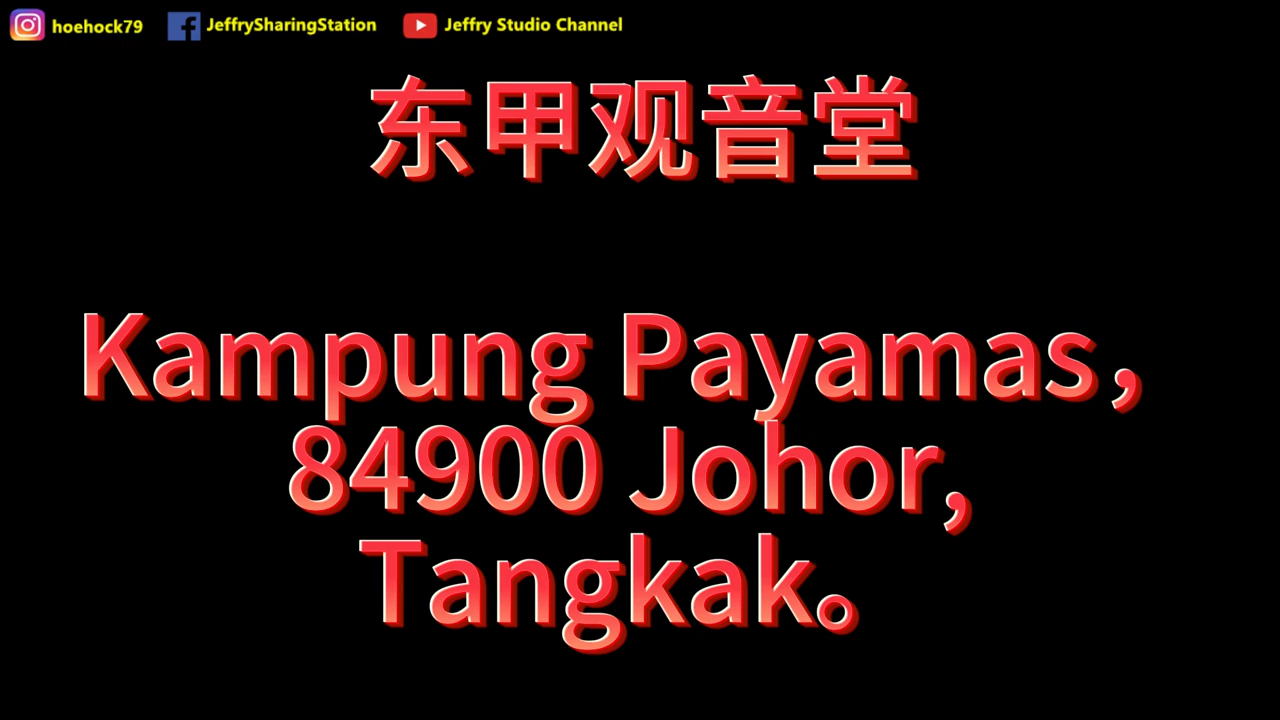 hoehock79 JeffrySharingStation Jeffry Studio Channel
东甲观音堂
Kampung Payamas，
84900 Johor,
Tangkak。